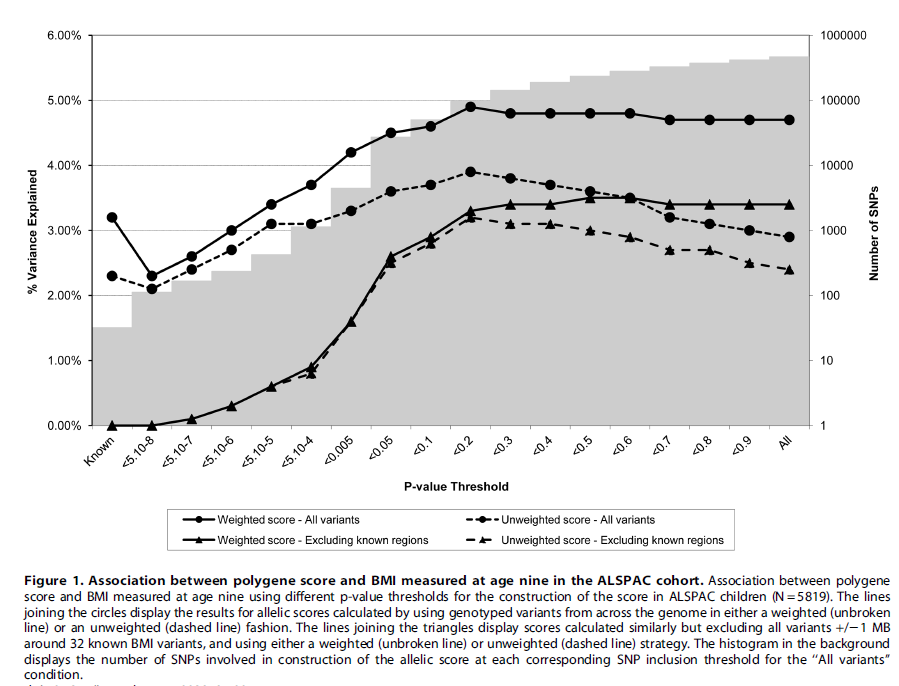 6.00%
5.00%
4.00%
3.00%
2.00%
1.00%
0.00%
% Variance Explained
1000000
100000
10000
1000
100
10
1
Number of SNPs
Known
<5.10-8
<5.10-7
<5.10-6
<5.10-5
<5.10-4
<0.005
<0.05
<0.1
<0.2
<0.3
<0.4
<0.5
<0.6
<0.7
<0.8
<0.9
All
P-value Threshold
Weighted score - All variants
Unweighted score - All variants
Weighted score - Excluding known regions
Unweighted score - Excluding known regions
Figure 1. Association between polygene score and BMI measured at age nine in the ALSPAC cohort. Association between polygene
score and BMI measured at age nine using different p-value thresholds for the construction of the score in ALSPAC children (N = 5819). The lines
joining the circles display the results for allelic scores calculated by using genotyped variants from across the genome in either a weighted (unbroken
line) or an unweighted (dashed line) fashion. The lines joining the triangles display scores calculated similarly but excluding all variants +/−1 MB
around 32 known BMI variants, and using either a weighted (unbroken line) or unweighted (dashed line) strategy. The histogram in the background
displays the number of SNPs involved in construction of the allelic score at each corresponding SNP inclusion threshold for the ‘‘All variants’’
condition.